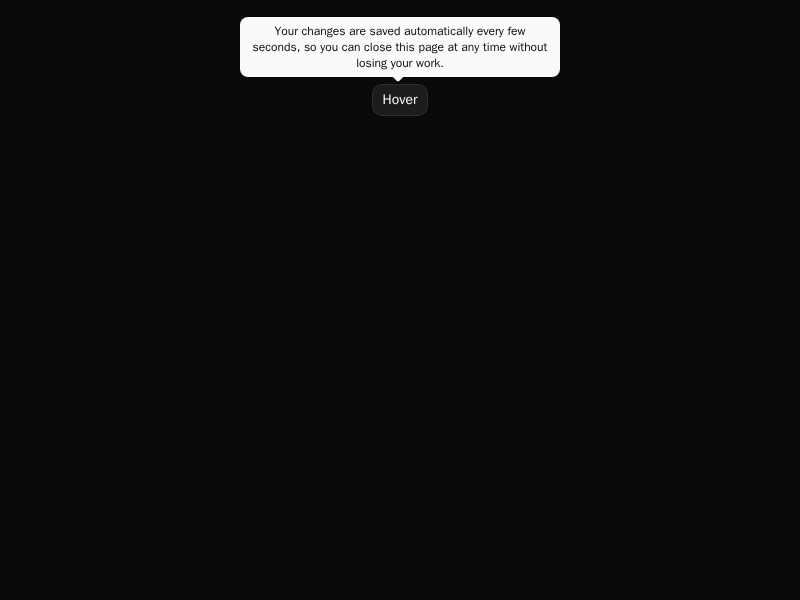 Your changes are saved automatically every few
seconds, so you can close this page at any time without
losing your work.
Hover